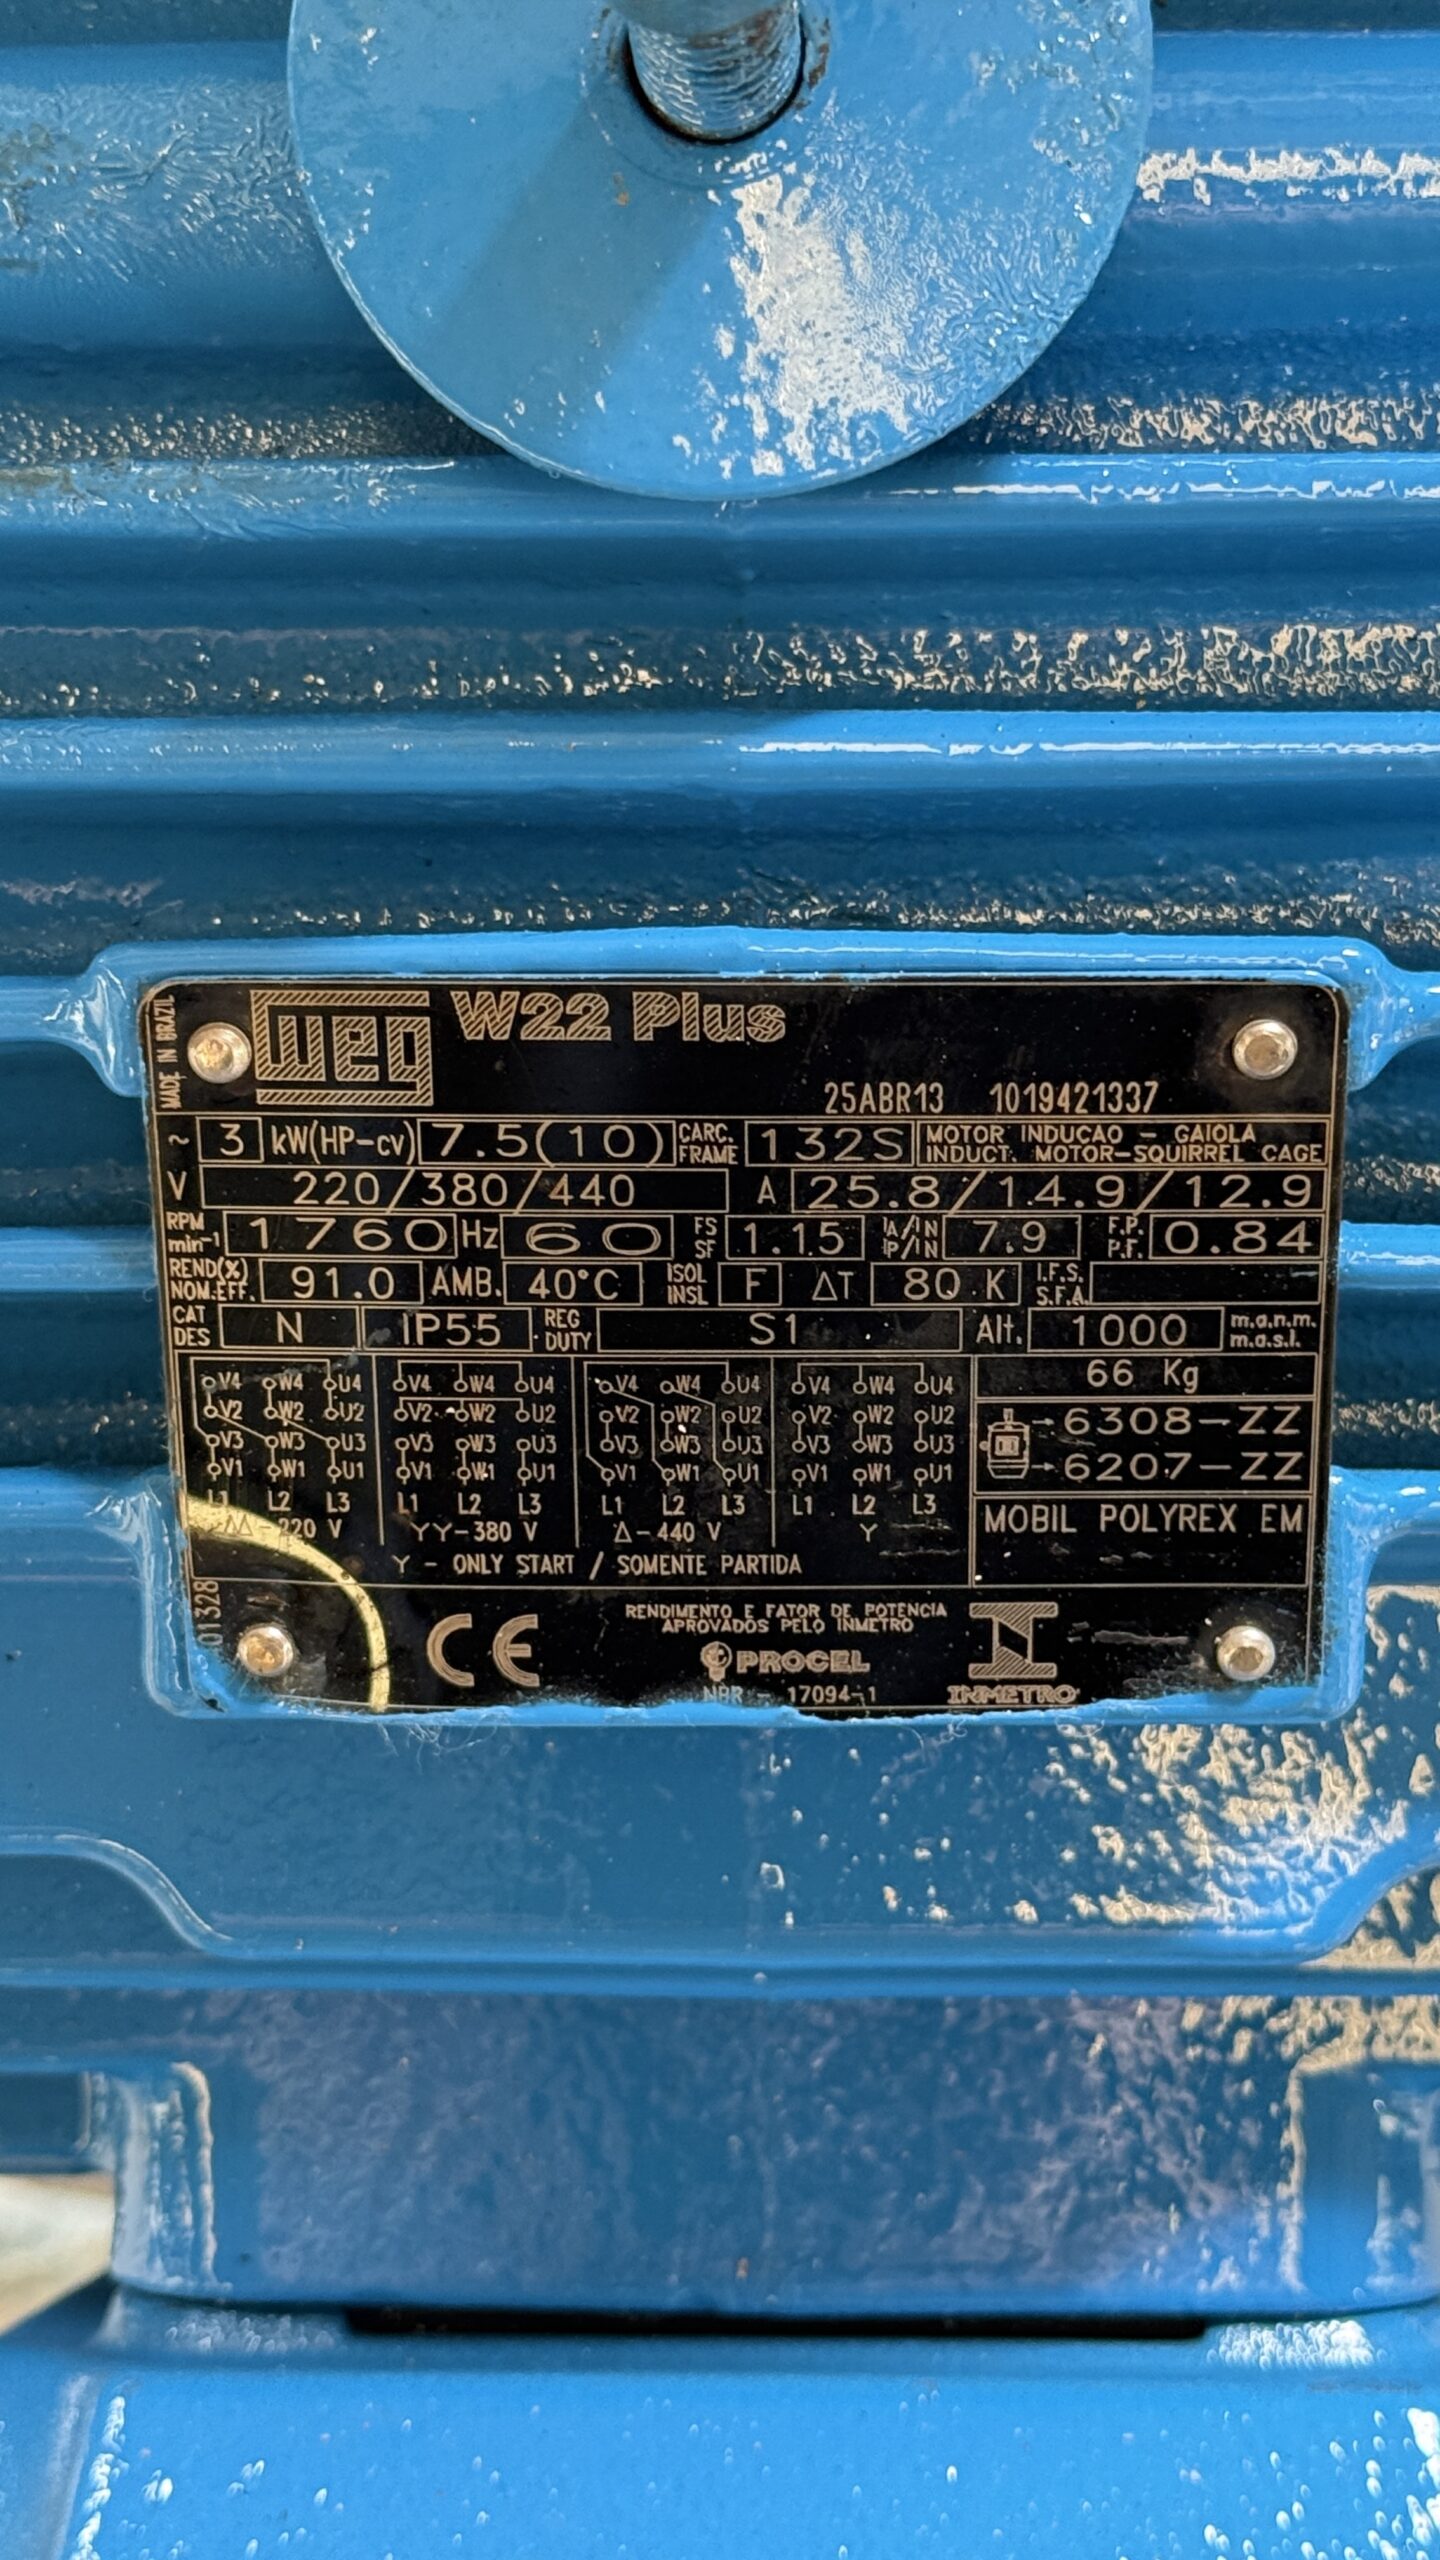 MADE IN BRAZIL
WEG W22 Plus
25ABR13 1019421337
~ 3 kW(HP-cv) 7.5(10) CARC. FRAME 132S MOTOR INDUCAO - GAIOLA INDUCT. MOTOR-SQUIRREL CAGE
V 220/380/440 A 25.8/14.9/12.9
RPM min⁻¹ 1760 Hz 60 FS SF 1.15 IA/IN IP/IN 7.9 F.P. P.F. 0.84
REND(%) NOM.EFF. 91.0 AMB. 40°C ISOL INSL F ΔT 80 K I.F.S. S.F.A.
CAT DES N IP55 REG DUTY S1 Alt. 1000 m.a.n.m. m.a.s.l.
V4 W4 U4 V4 W4 U4 V4 W4 U4 V4 W4 U4 66 Kg
V2 W2 U2 V2 W2 U2 V2 W2 U2 V2 W2 U2 6308-ZZ
V3 W3 U3 V3 W3 U3 V3 W3 U3 V3 W3 U3
V1 W1 U1 V1 W1 U1 V1 W1 U1 V1 W1 U1 6207-ZZ
L1 L2 L3 L1 L2 L3 L1 L2 L3 L1 L2 L3
ΔΔ-220 V YY-380 V Δ-440 V Y MOBIL POLYREX EM
Y - ONLY START / SOMENTE PARTIDA
01328
CE
RENDIMENTO E FATOR DE POTENCIA
APROVADOS PELO INMETRO
PROCEL
NBR - 17094-1 INMETRO